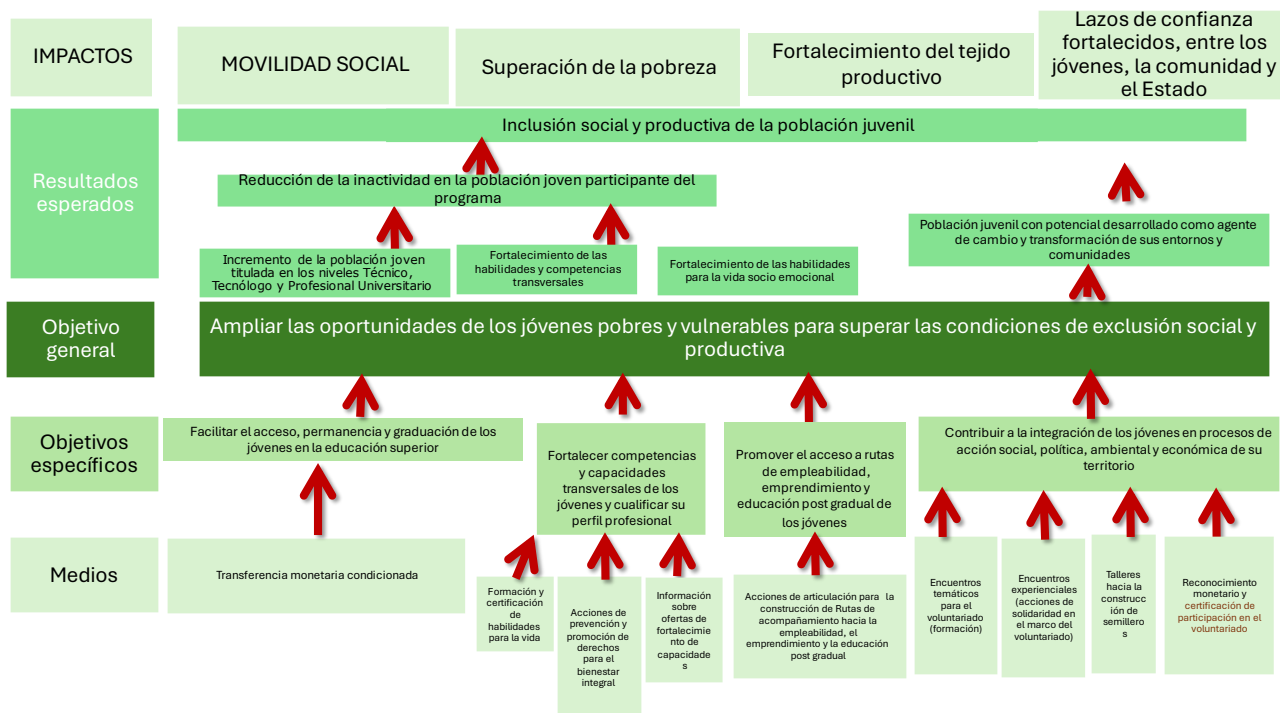 IMPACTOS
MOVILIDAD SOCIAL
Superación de la pobreza
Fortalecimiento del tejido
productivo
Lazos de confianza
fortalecidos, entre los
jóvenes, la comunidad y
el Estado
Resultados
esperados
Inclusión social y productiva de la población juvenil
Reducción de la inactividad en la población joven participante del
programa
Incremento de la población joven
titulada en los niveles Técnico,
Tecnólogo y Profesional Universitario
Fortalecimiento de las
habilidades y competencias
transversales
Fortalecimiento de las habilidades
para la vida socio emocional
Población juvenil con potencial desarrollado como agente
de cambio y transformación de sus entornos y
comunidades
Objetivo
general
Ampliar las oportunidades de los jóvenes pobres y vulnerables para superar las condiciones de exclusión social y
productiva
Objetivos
específicos
Facilitar el acceso, permanencia y graduación de los
jóvenes en la educación superior
Fortalecer competencias
y capacidades
transversales de los
jóvenes y cualificar su
perfil profesional
Promover el acceso a rutas
de empleabilidad,
emprendimiento y
educación post gradual de
los jóvenes
Contribuir a la integración de los jóvenes en procesos de
acción social, política, ambiental y económica de su
territorio
Medios
Transferencia monetaria condicionada
Formación y
certificación
de
habilidades
para la vida
Acciones de
prevención y
promoción de
derechos
para el
bienestar
integral
Información
sobre
ofertas de
fortalecimie
nto de
capacidade
s
Acciones de articulación para la
construcción de Rutas de
acompañamiento hacia la
empleabilidad, el
emprendimiento y la educación
post gradual
Encuentros
temáticos
para el
voluntariado
(formación)
Encuentros
experienciales
(acciones de
solidaridad en
el marco del
voluntariado)
Talleres
hacia la
construcc
ión de
semillero
s
Reconocimiento
monetario y
certificación de
participación en el
voluntariado